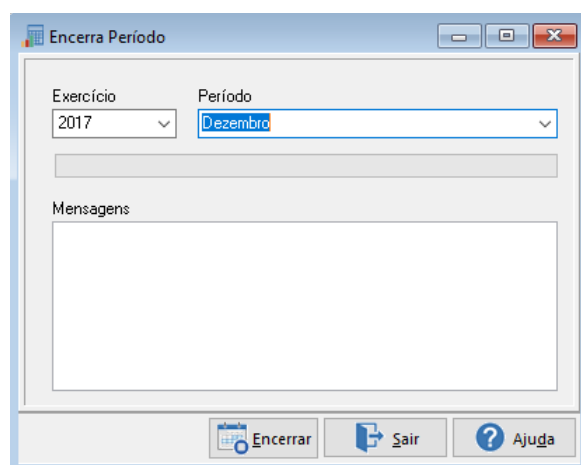 Encerra Período
Exercício Período
2017 Dezembro
Mensagens
Encerrar Sair Ajuda